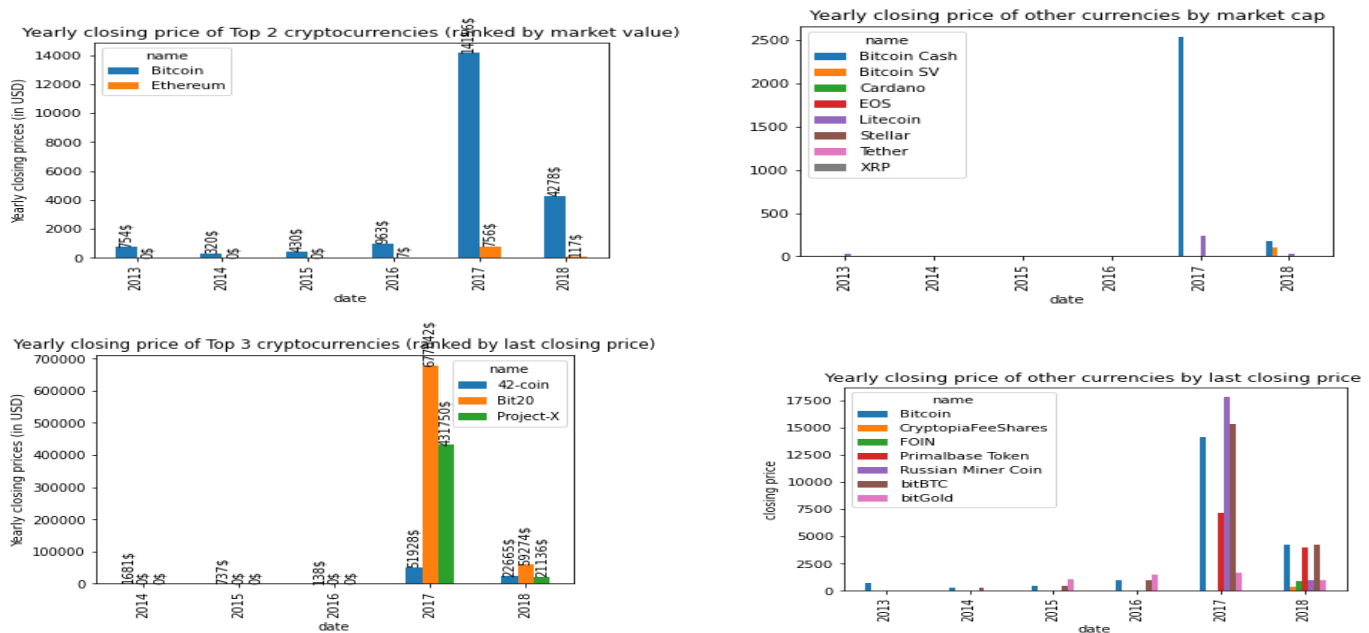 Yearly closing price of Top 2 cryptocurrencies (ranked by market value)
name
Bitcoin
Ethereum
Yearly closing prices (in USD)
14000
12000
10000
8000
6000
4000
2000
0
754$
0$
320$
0$
430$
0$
963$
7$
14156$
756$
4278$
117$
2013
2014
2015
2016
2017
2018
date
Yearly closing price of other currencies by market cap
name
Bitcoin Cash
Bitcoin SV
Cardano
EOS
Litecoin
Stellar
Tether
XRP
2500
2000
1500
1000
500
0
2013
2014
2015
2016
2017
2018
date
Yearly closing price of Top 3 cryptocurrencies (ranked by last closing price)
name
42-coin
Bit20
Project-X
Yearly closing prices (in USD)
700000
600000
500000
400000
300000
200000
100000
0
1681$
0$
0$
737$
0$
0$
138$
0$
0$
51928$
431750$
22665$
59274$
21136$
2014
2015
2016
2017
2018
date
Yearly closing price of other currencies by last closing price
name
Bitcoin
CryptopiaFeeShares
FOIN
Primalbase Token
Russian Miner Coin
bitBTC
bitGold
closing price
17500
15000
12500
10000
7500
5000
2500
0
2013
2014
2015
2016
2017
2018
date